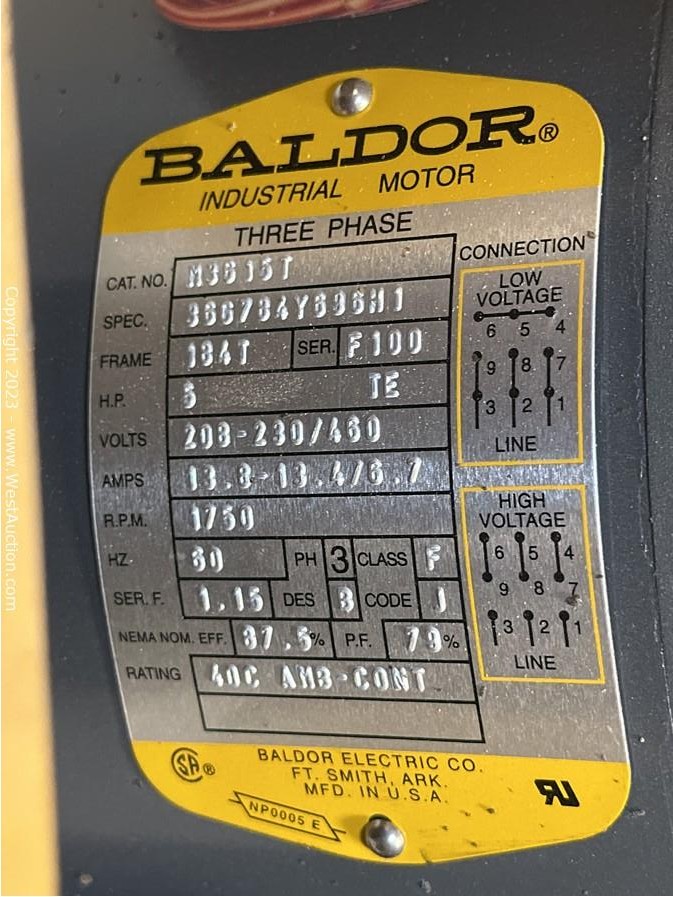 BALDOR®
INDUSTRIAL MOTOR
THREE PHASE
CAT. NO. M3615T
SPEC. 36G784Y696H1
FRAME 184T SER. F100
H.P. 5 TE
VOLTS 208-230/460
AMPS 13.8-13.4/6.7
R.P.M. 1750
HZ 60 PH 3 CLASS F
SER. F. 1.15 DES B CODE J
NEMA NOM. EFF. 87.5% P.F. 79%
RATING 40C AMB-CONT
CONNECTION
LOW
VOLTAGE
6 5 4
9 8 7
3 2 1
LINE
HIGH
VOLTAGE
6 5 4
9 8 7
3 2 1
LINE
SA®
BALDOR ELECTRIC CO.
FT. SMITH, ARK.
MFD. IN U.S.A.
NP0005 E
RU
Copyright 2023 - www.WestAuction.com